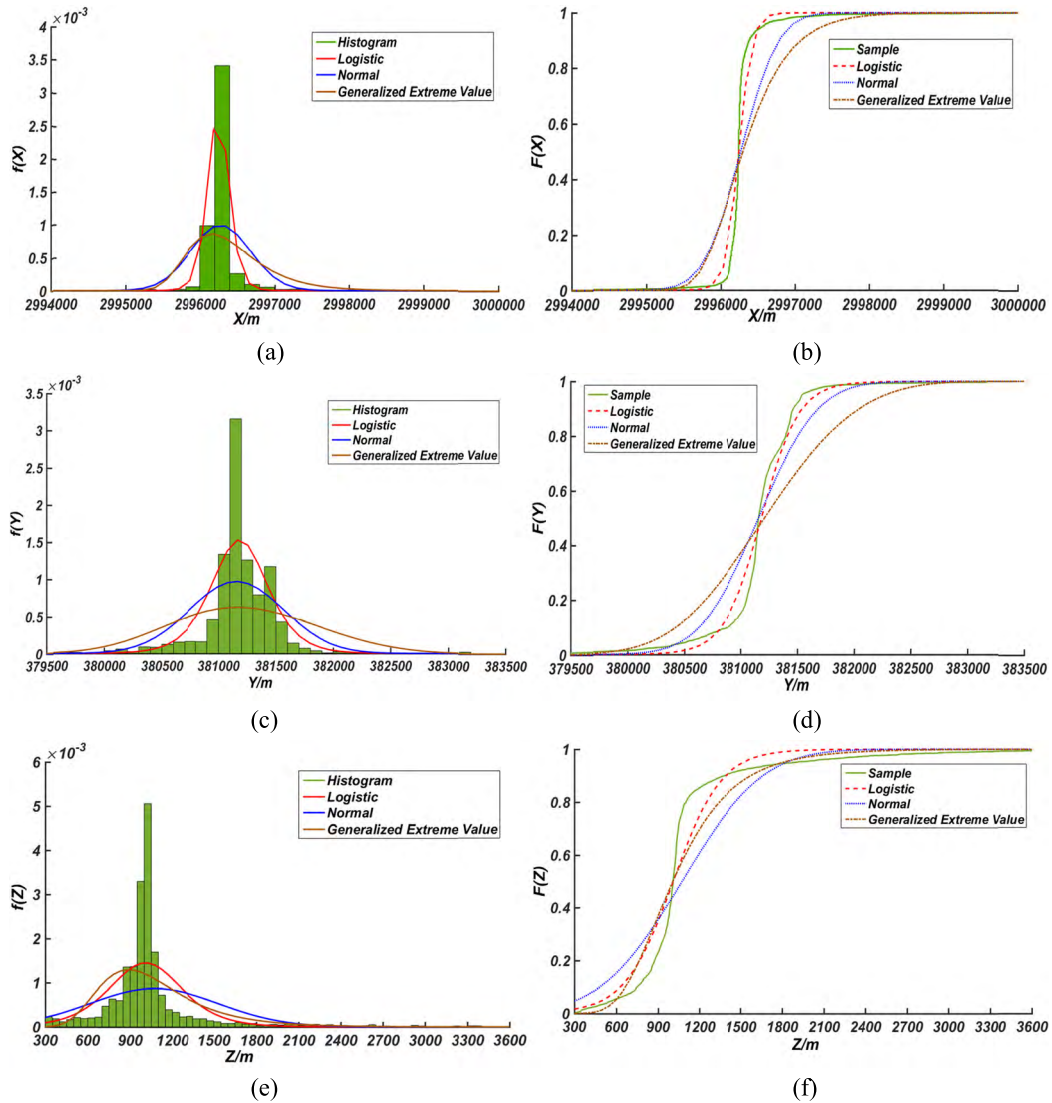 ×10⁻³
4
3.5
3
2.5
2
1.5
1
0.5
0
f(X)
Histogram
Logistic
Normal
Generalized Extreme Value
2994000 2995000 2996000 2997000 2998000 2999000 3000000
X/m
(a)
1
0.8
0.6
0.4
0.2
0
F(X)
Sample
Logistic
Normal
Generalized Extreme Value
2994000 2995000 2996000 2997000 2998000 2999000 3000000
X/m
(b)
×10⁻³
3.5
3
2.5
2
1.5
1
0.5
0
f(Y)
Histogram
Logistic
Normal
Generalized Extreme Value
379500 380000 380500 381000 381500 382000 382500 383000 383500
Y/m
(c)
1
0.8
0.6
0.4
0.2
0
F(Y)
Sample
Logistic
Normal
Generalized Extreme Value
379500 380000 380500 381000 381500 382000 382500 383000 383500
Y/m
(d)
×10⁻³
6
5
4
3
2
1
0
f(Z)
Histogram
Logistic
Normal
Generalized Extreme Value
300 600 900 1200 1500 1800 2100 2400 2700 3000 3300 3600
Z/m
(e)
1
0.8
0.6
0.4
0.2
0
F(Z)
Sample
Logistic
Normal
Generalized Extreme Value
300 600 900 1200 1500 1800 2100 2400 2700 3000 3300 3600
Z/m
(f)